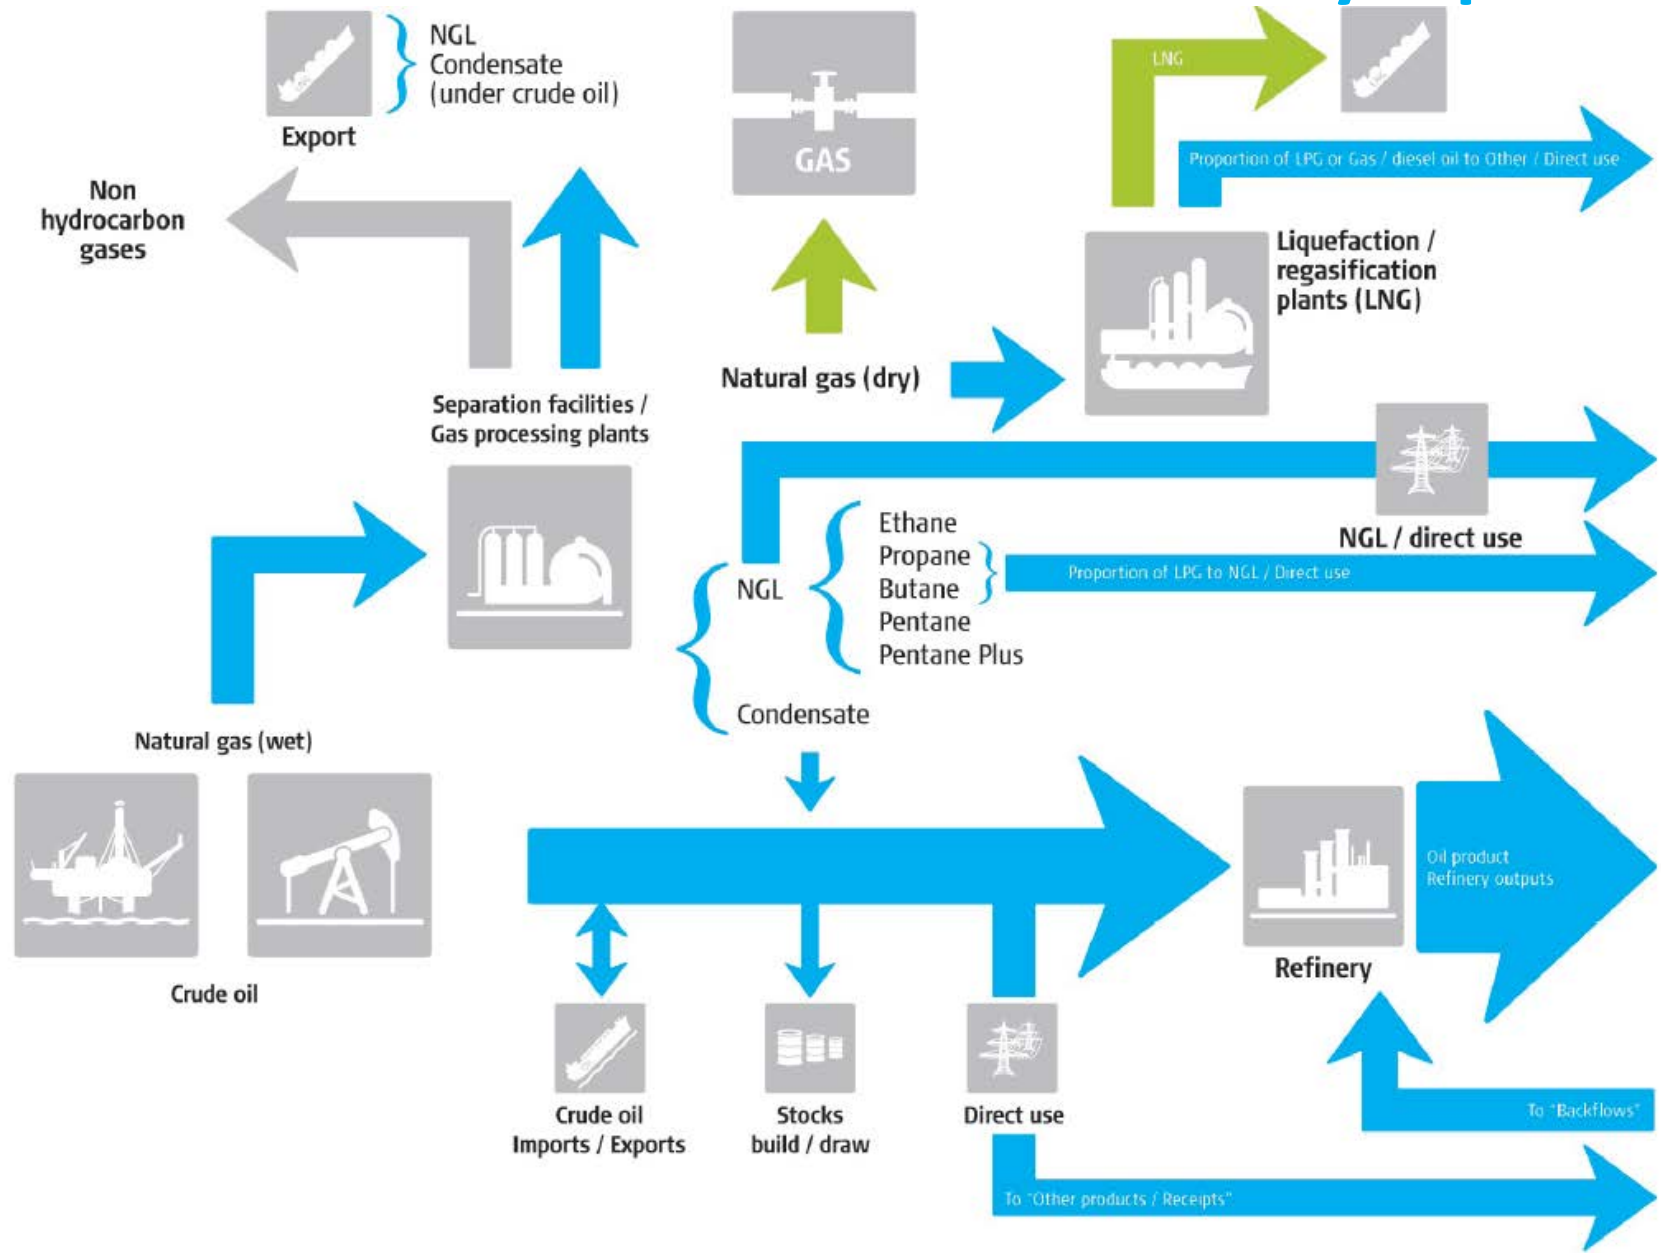 NGL
Condensate
(under crude oil)
Export
Non
hydrocarbon
gases
GAS
LNG
Proportion of LPG or Gas / diesel oil to Other / Direct use
Liquefaction /
regasification
plants (LNG)
Natural gas (dry)
Separation facilities /
Gas processing plants
NGL / direct use
Ethane
Propane
Butane
Pentane
Pentane Plus
NGL
Proportion of LPG to NGL / Direct use
Condensate
Natural gas (wet)
Crude oil
Oil product
Refinery outputs
Refinery
Crude oil
Imports / Exports
Stocks
build / draw
Direct use
To "Backflows"
To "Other products / Receipts"